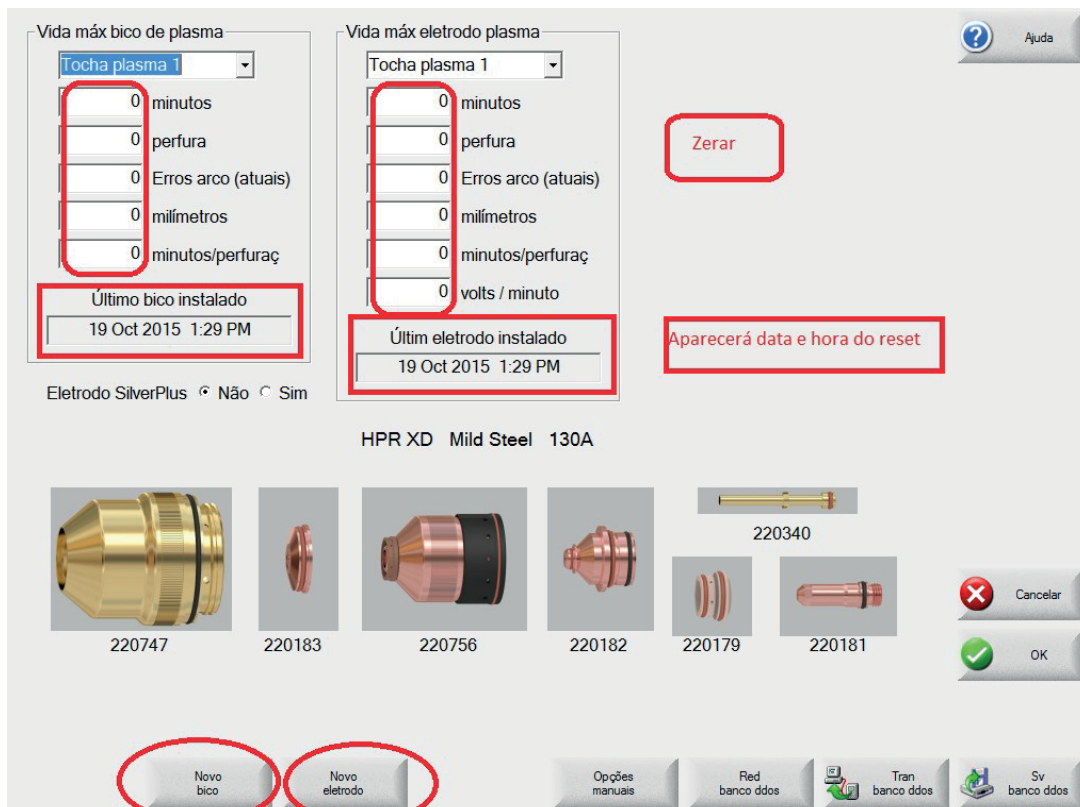 Vida máx bico de plasma
Tocha plasma 1
0 minutos
0 perfura
0 Erros arco (atuais)
0 milímetros
0 minutos/perfuraç
Último bico instalado
19 Oct 2015 1:29 PM
Eletrodo SilverPlus Não Sim
Vida máx eletrodo plasma
Tocha plasma 1
0 minutos
0 perfura
0 Erros arco (atuais)
0 milímetros
0 minutos/perfuraç
0 volts / minuto
Últim eletrodo instalado
19 Oct 2015 1:29 PM
Zerar
Aparecerá data e hora do reset
Ajuda
HPR XD Mild Steel 130A
220747
220183
220756
220182
220340
220179
220181
Cancelar
OK
Novo
bico
Novo
eletrodo
Opções
manuais
Red
banco ddos
Tran
banco ddos
Sv
banco ddos